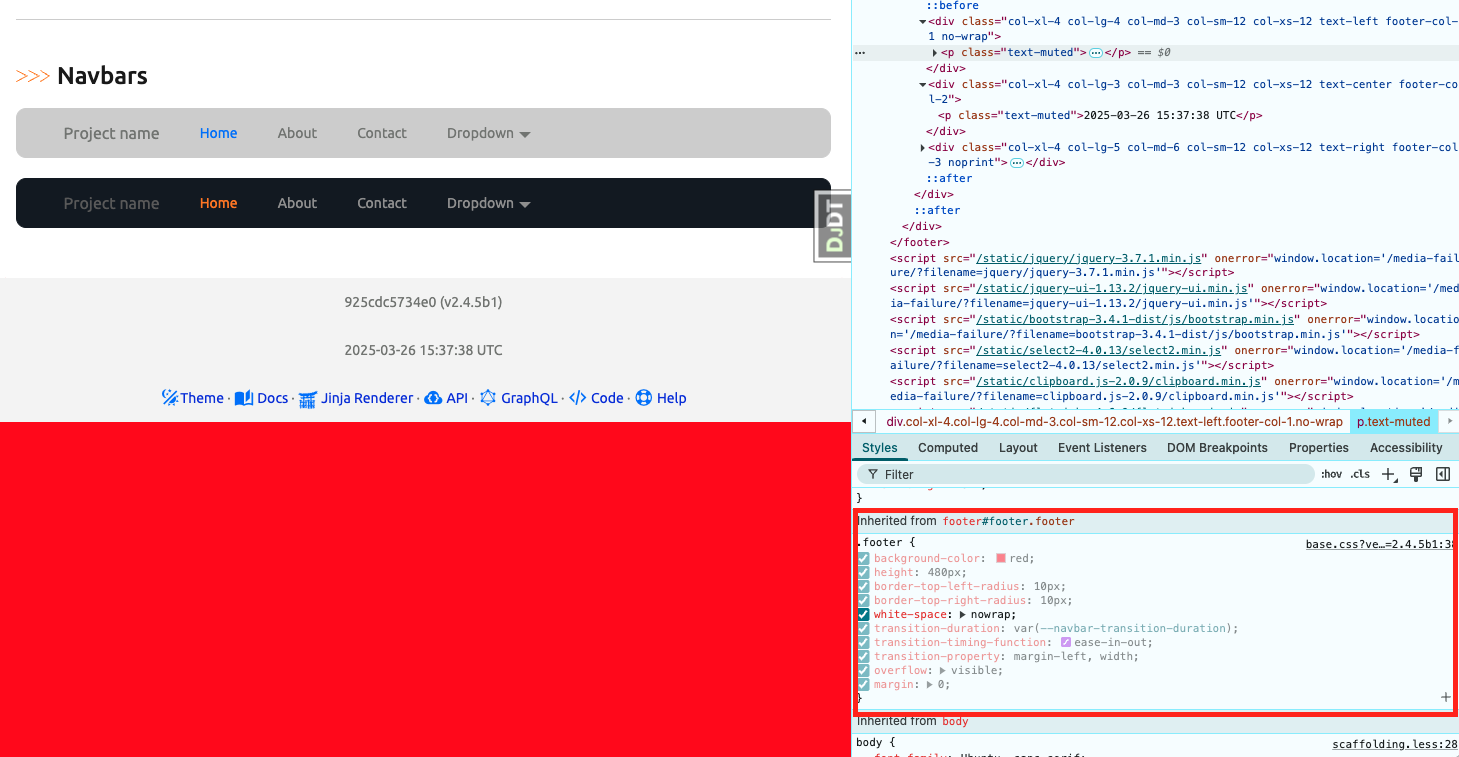 >>> Navbars
Project name Home About Contact Dropdown
Project name Home About Contact Dropdown
DJDT
925cdc5734e0 (v2.4.5b1)
2025-03-26 15:37:38 UTC
Theme · Docs · Jinja Renderer · API · GraphQL · Code · Help
::before
<div class="col-xl-4 col-lg-4 col-md-3 col-sm-12 col-xs-12 text-left footer-col-
1 no-wrap">
… <p class="text-muted">…</p> == $0
</div>
<div class="col-xl-4 col-lg-3 col-md-3 col-sm-12 col-xs-12 text-center footer-co
l-2">
<p class="text-muted">2025-03-26 15:37:38 UTC</p>
</div>
<div class="col-xl-4 col-lg-5 col-md-6 col-sm-12 col-xs-12 text-right footer-col
-3 noprint">…</div>
::after
</div>
::after
</div>
</footer>
<script src="/static/jquery/jquery-3.7.1.min.js" onerror="window.location='/media-fail
ure/?filename=jquery/jquery-3.7.1.min.js'"></script>
<script src="/static/jquery-ui-1.13.2/jquery-ui.min.js" onerror="window.location='/med
ia-failure/?filename=jquery-ui-1.13.2/jquery-ui.min.js'"></script>
<script src="/static/bootstrap-3.4.1-dist/js/bootstrap.min.js" onerror="window.locatio
n='/media-failure/?filename=bootstrap-3.4.1-dist/js/bootstrap.min.js'"></script>
<script src="/static/select2-4.0.13/select2.min.js" onerror="window.location='/media-f
ailure/?filename=select2-4.0.13/select2.min.js'"></script>
<script src="/static/clipboard.js-2.0.9/clipboard.min.js" onerror="window.location='/m
edia-failure/?filename=clipboard.js-2.0.9/clipboard.min.js'"></script>
div.col-xl-4.col-lg-4.col-md-3.col-sm-12.col-xs-12.text-left.footer-col-1.no-wrap p.text-muted
Styles Computed Layout Event Listeners DOM Breakpoints Properties Accessibility
Filter :hov .cls
}
Inherited from footer#footer.footer
.footer { base.css?ve…=2.4.5b1:38
background-color: red;
height: 480px;
border-top-left-radius: 10px;
border-top-right-radius: 10px;
white-space: nowrap;
transition-duration: var(--navbar-transition-duration);
transition-timing-function: ease-in-out;
transition-property: margin-left, width;
overflow: visible;
margin: 0;
}
Inherited from body
body { scaffolding.less:28